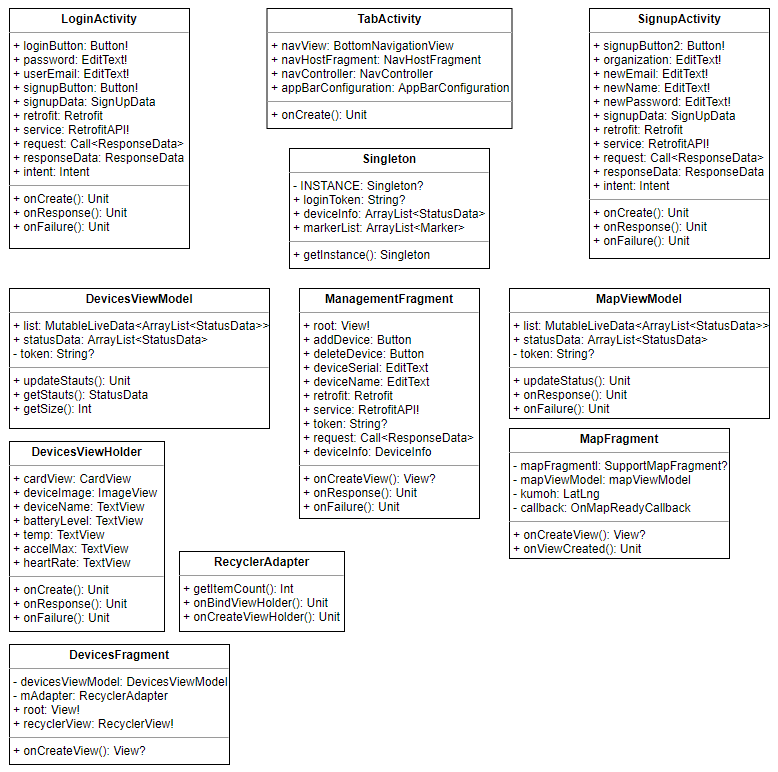 LoginActivity
+ loginButton: Button!
+ password: EditText!
+ userEmail: EditText!
+ signupButton: Button!
+ signupData: SignUpData
+ retrofit: Retrofit
+ service: RetrofitAPI!
+ request: Call<ResponseData>
+ responseData: ResponseData
+ intent: Intent
+ onCreate(): Unit
+ onResponse(): Unit
+ onFailure(): Unit
TabActivity
+ navView: BottomNavigationView
+ navHostFragment: NavHostFragment
+ navController: NavController
+ appBarConfiguration: AppBarConfiguration
+ onCreate(): Unit
SignupActivity
+ signupButton2: Button!
+ organization: EditText!
+ newEmail: EditText!
+ newName: EditText!
+ newPassword: EditText!
+ signupData: SignUpData
+ retrofit: Retrofit
+ service: RetrofitAPI!
+ request: Call<ResponseData>
+ responseData: ResponseData
+ intent: Intent
+ onCreate(): Unit
+ onResponse(): Unit
+ onFailure(): Unit
Singleton
- INSTANCE: Singleton?
+ loginToken: String?
+ deviceInfo: ArrayList<StatusData>
+ markerList: ArrayList<Marker>
+ getInstance(): Singleton
DevicesViewModel
+ list: MutableLiveData<ArrayList<StatusData>>
+ statusData: ArrayList<StatusData>
- token: String?
+ updateStauts(): Unit
+ getStauts(): StatusData
+ getSize(): Int
ManagementFragment
+ root: View!
+ addDevice: Button
+ deleteDevice: Button
+ deviceSerial: EditText
+ deviceName: EditText
+ retrofit: Retrofit
+ service: RetrofitAPI!
+ token: String?
+ request: Call<ResponseData>
+ deviceInfo: DeviceInfo
+ onCreateView(): View?
+ onResponse(): Unit
+ onFailure(): Unit
MapViewModel
+ list: MutableLiveData<ArrayList<StatusData>>
+ statusData: ArrayList<StatusData>
- token: String?
+ updateStatus(): Unit
+ onResponse(): Unit
+ onFailure(): Unit
DevicesViewHolder
+ cardView: CardView
+ deviceImage: ImageView
+ deviceName: TextView
+ batteryLevel: TextView
+ temp: TextView
+ accelMax: TextView
+ heartRate: TextView
+ onCreate(): Unit
+ onResponse(): Unit
+ onFailure(): Unit
MapFragment
- mapFragmentl: SupportMapFragment?
- mapViewModel: mapViewModel
- kumoh: LatLng
- callback: OnMapReadyCallback
+ onCreateView(): View?
+ onViewCreated(): Unit
RecyclerAdapter
+ getItemCount(): Int
+ onBindViewHolder(): Unit
+ onCreateViewHolder(): Unit
DevicesFragment
- devicesViewModel: DevicesViewModel
- mAdapter: RecyclerAdapter
+ root: View!
+ recyclerView: RecyclerView!
+ onCreateView(): View?